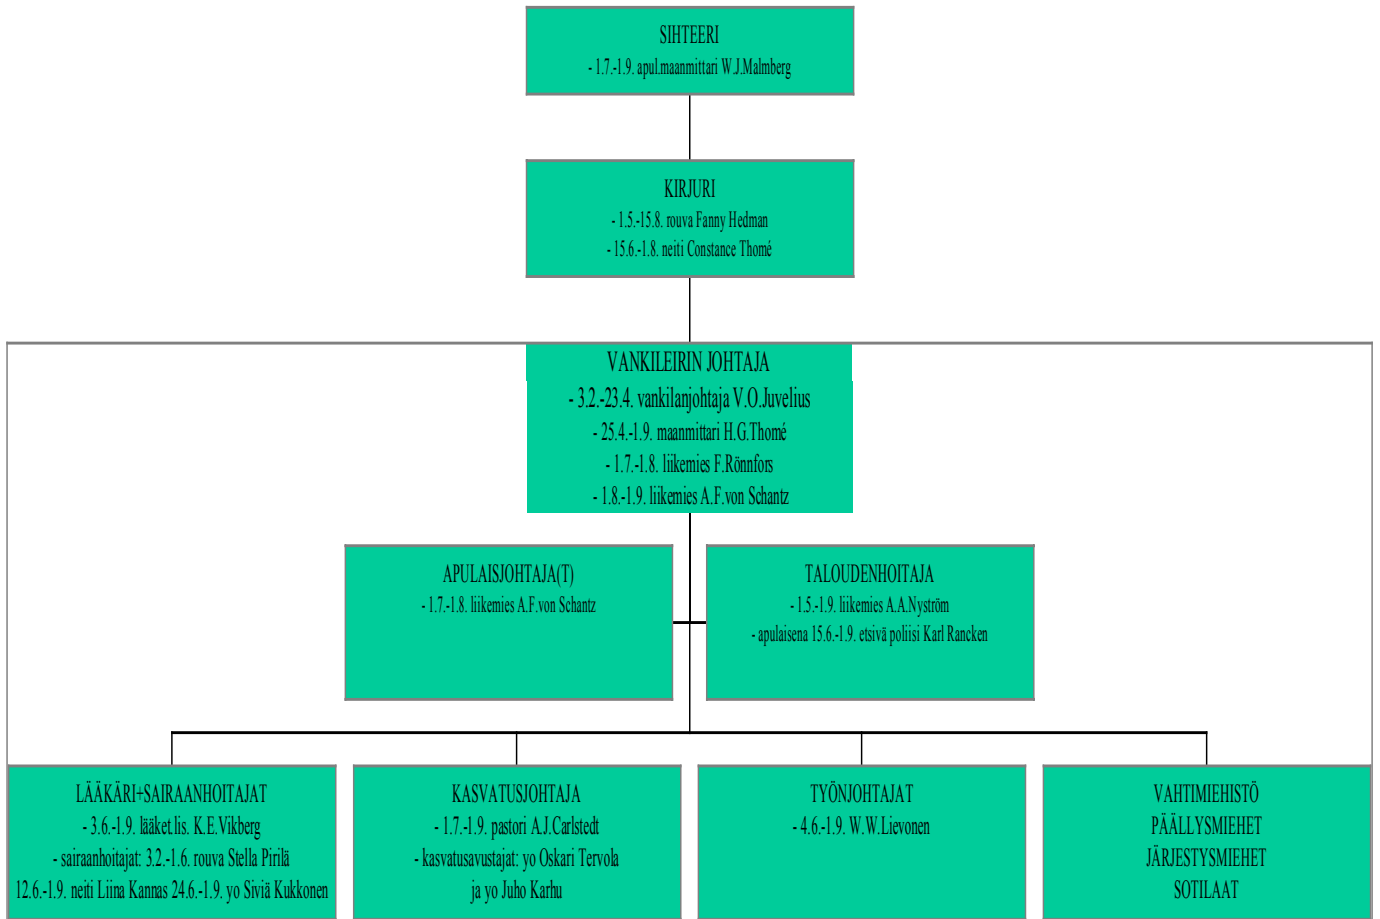 SIHTEERI
- 1.7.-1.9. apul.maanmittari W.J.Malmberg
KIRJURI
- 1.5.-15.8. rouva Fanny Hedman
- 15.6.-1.8. neiti Constance Thomé
VANKILEIRIN JOHTAJA
- 3.2.-23.4. vankilanjohtaja V.O.Juvelius
- 25.4.-1.9. maanmittari H.G.Thomé
- 1.7.-1.8. liikemies F.Rönnfors
- 1.8.-1.9. liikemies A.F.von Schantz
APULAISJOHTAJA(T)
- 1.7.-1.8. liikemies A.F.von Schantz
TALOUDENHOITAJA
- 1.5.-1.9. liikemies A.A.Nyström
- apulaisena 15.6.-1.9. etsivä poliisi Karl Rancken
LÄÄKÄRI+SAIRAANHOITAJAT
- 3.6.-1.9. lääket.lis. K.E.Vikberg
- sairaanhoitajat: 3.2.-1.6. rouva Stella Pirilä
12.6.-1.9. neiti Liina Kannas 24.6.-1.9. yo Siviä Kukkonen
KASVATUSJOHTAJA
- 1.7.-1.9. pastori A.J.Carlstedt
- kasvatusavustajat: yo Oskari Tervola
ja yo Juho Karhu
TYÖNJOHTAJAT
- 4.6.-1.9. W.W.Lievonen
VAHTIMIEHISTÖ
PÄÄLLYSMIEHET
JÄRJESTYSMIEHET
SOTILAAT